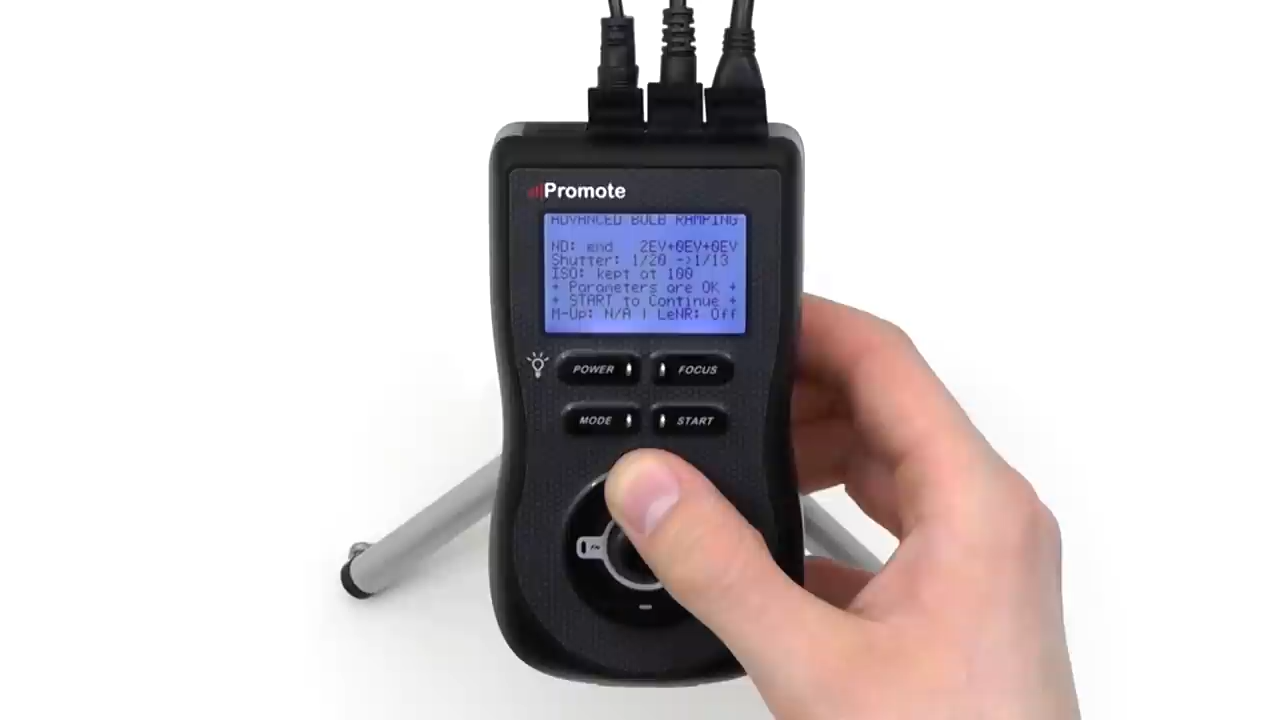 Promote
ADVANCED BULB RAMPING
ND: end 2EV+0EV+0EV
Shutter: 1/20 ->1/13
ISO: kept at 100
+ Parameters are OK +
+ START to Continue +
M-Up: N/A | LeNR: Off
POWER
FOCUS
MODE
START
Fn